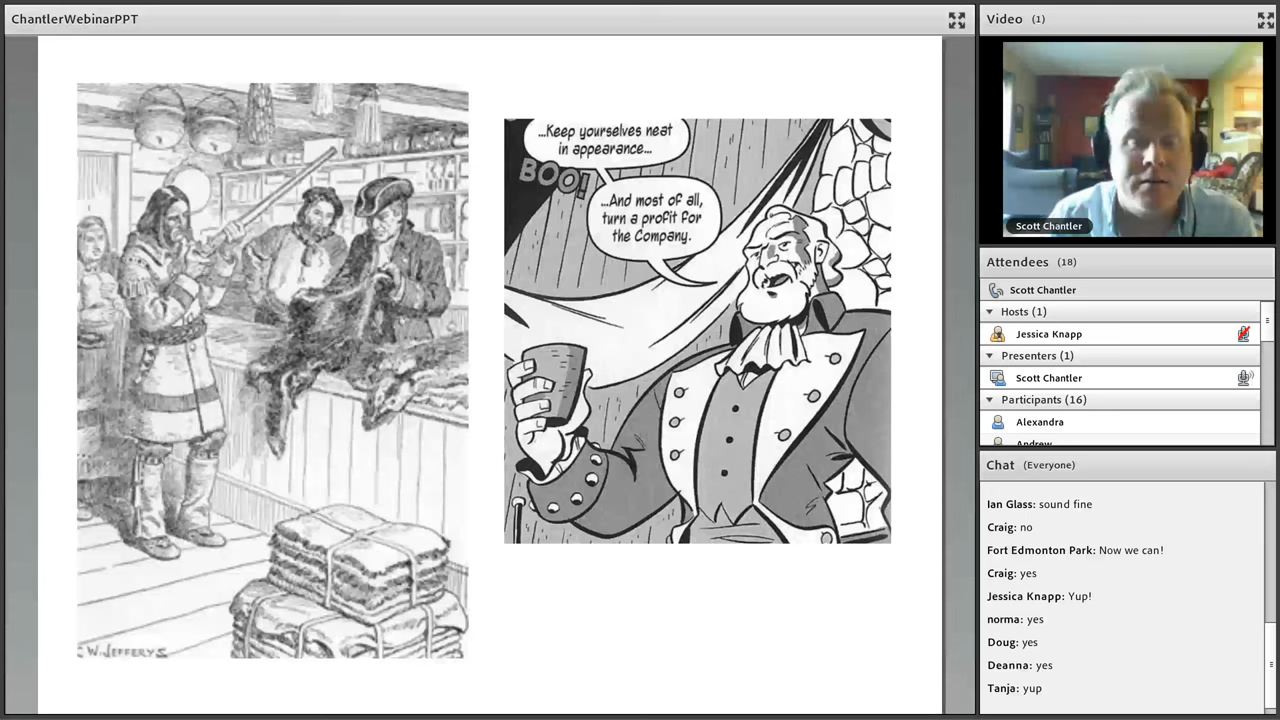 ChantlerWebinarPPT
...Keep yourselves neat
in appearance...
BOO!
...And most of all,
turn a profit for
the Company.
C.W. JEFFERYS
Video (1)
Scott Chantler
Attendees (18)
Scott Chantler
Hosts (1)
Jessica Knapp
Presenters (1)
Scott Chantler
Participants (16)
Alexandra
Andrew
Chat (Everyone)
Ian Glass: sound fine
Craig: no
Fort Edmonton Park: Now we can!
Craig: yes
Jessica Knapp: Yup!
norma: yes
Doug: yes
Deanna: yes
Tanja: yup